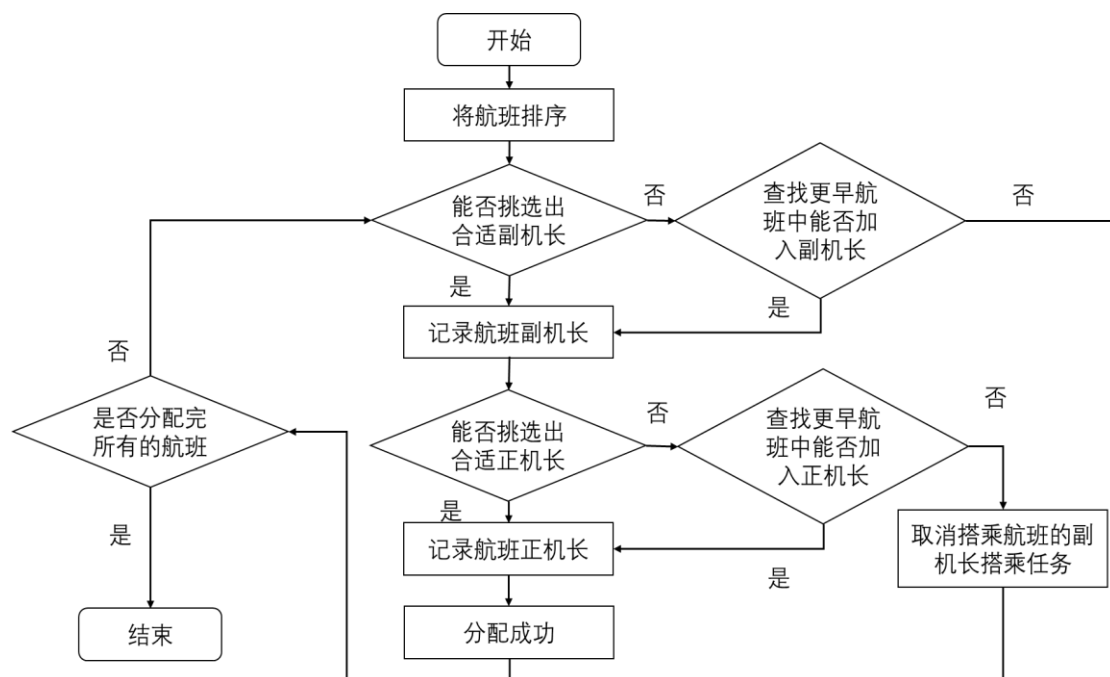 开始
将航班排序
能否挑选出
合适副机长
否
查找更早航
班中能否加
入副机长
否
是
是
记录航班副机长
否
是否分配完
所有的航班
能否挑选出
合适正机长
否
查找更早航
班中能否加
入正机长
否
是
是
记录航班正机长
是
取消搭乘航班的副
机长搭乘任务
结束
分配成功